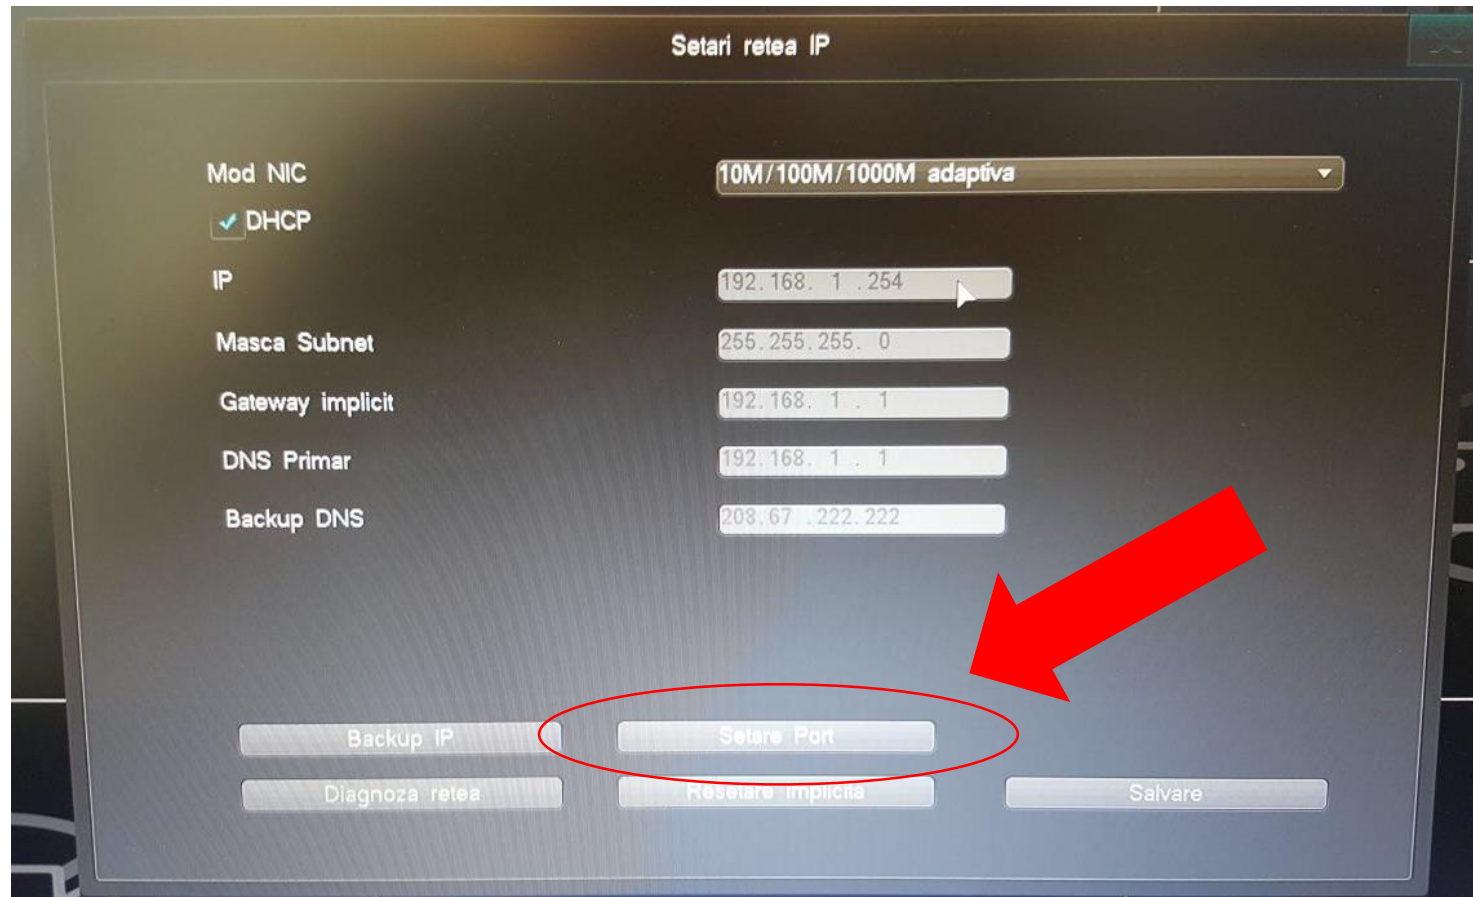 Setari retea IP
Mod NIC 10M/100M/1000M adaptiva
DHCP
IP 192.168. 1 .254
Masca Subnet 255.255.255. 0
Gateway implicit 192.168. 1 . 1
DNS Primar 192.168. 1 . 1
Backup DNS 208.67 .222.222
Backup IP Setare Port
Diagnoza retea Resetare Implicita Salvare